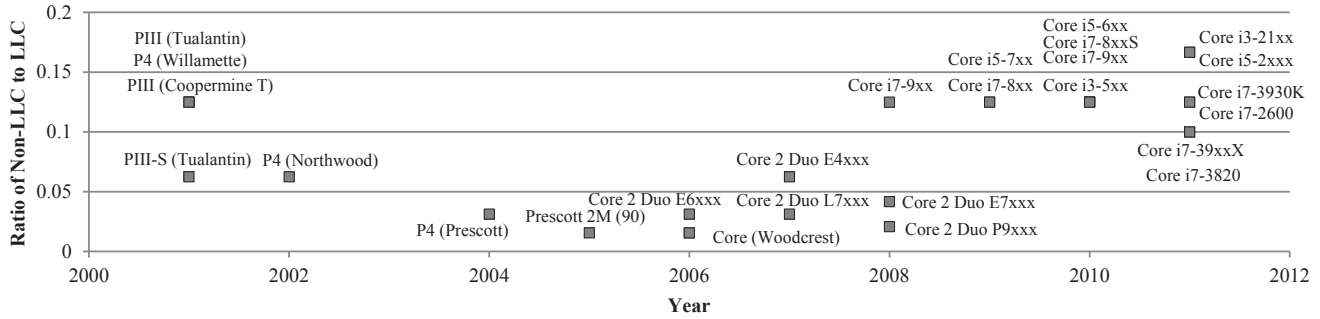 Ratio of Non-LLC to LLC
0.2
0.15
0.1
0.05
0
PIII (Tualantin)
P4 (Willamette)
PIII (Coopermine T)
PIII-S (Tualantin)
P4 (Northwood)
P4 (Prescott)
Prescott 2M (90)
Core 2 Duo E6xxx
Core (Woodcrest)
Core 2 Duo E4xxx
Core 2 Duo L7xxx
Core i7-9xx
Core 2 Duo E7xxx
Core 2 Duo P9xxx
Core i5-7xx
Core i7-8xx
Core i5-6xx
Core i7-8xxS
Core i7-9xx
Core i3-5xx
Core i3-21xx
Core i5-2xxx
Core i7-3930K
Core i7-2600
Core i7-39xxX
Core i7-3820
2000
2002
2004
2006
2008
2010
2012
Year